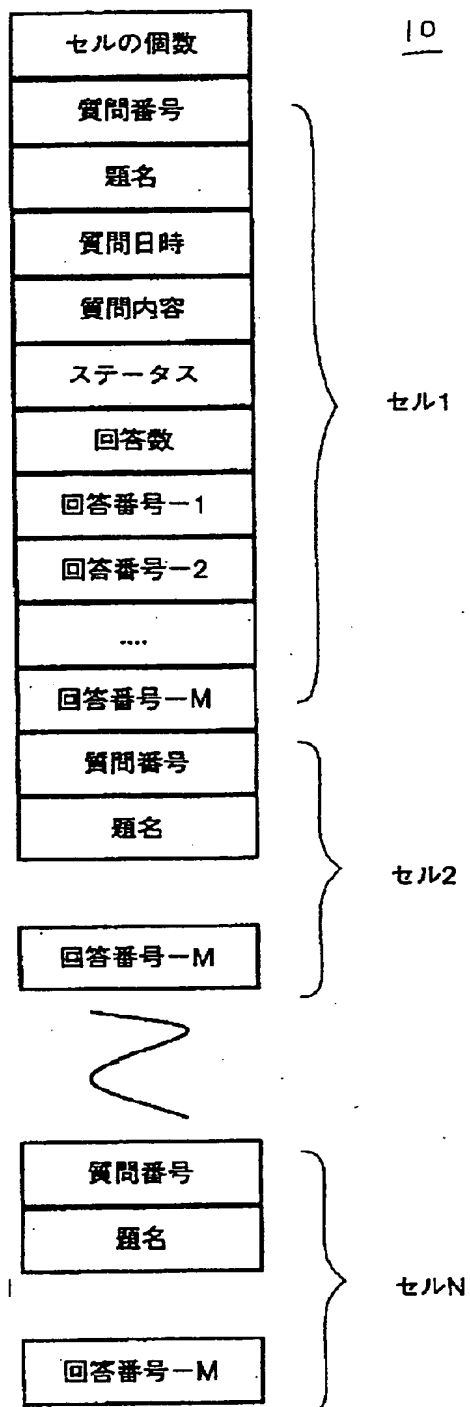 セルの個数
10
質問番号
題名
質問日時
質問内容
ステータス
回答数
回答番号－1
回答番号－2
....
回答番号－M
セル1
質問番号
題名
回答番号－M
セル2
質問番号
題名
回答番号－M
セルN